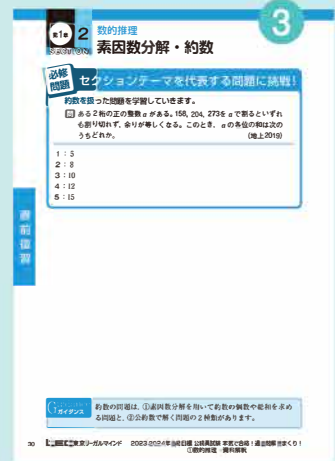 3
第1章 2 数的推理
SECTION 素因数分解・約数
必修問題 セクションテーマを代表する問題に挑戦!
約数を扱った問題を学習していきます。
問 ある2桁の正の整数aがある。158, 204, 273をaで割るといずれ
も割り切れず、余りが等しくなる。このとき、aの各位の和は次の
うちどれか。 (地上2019)
1:5
2:8
3:10
4:12
5:15
直前復習
Gガイダンス 約数の問題は、①素因数分解を用いて約数の個数や総和を求め
る問題と、②公約数で解く問題の2種類があります。
30 東京リーガルマインド 2023-2024年合格目標 公務員試験 本気で合格!過去問解きまくり!
①数的推理・資料解釈